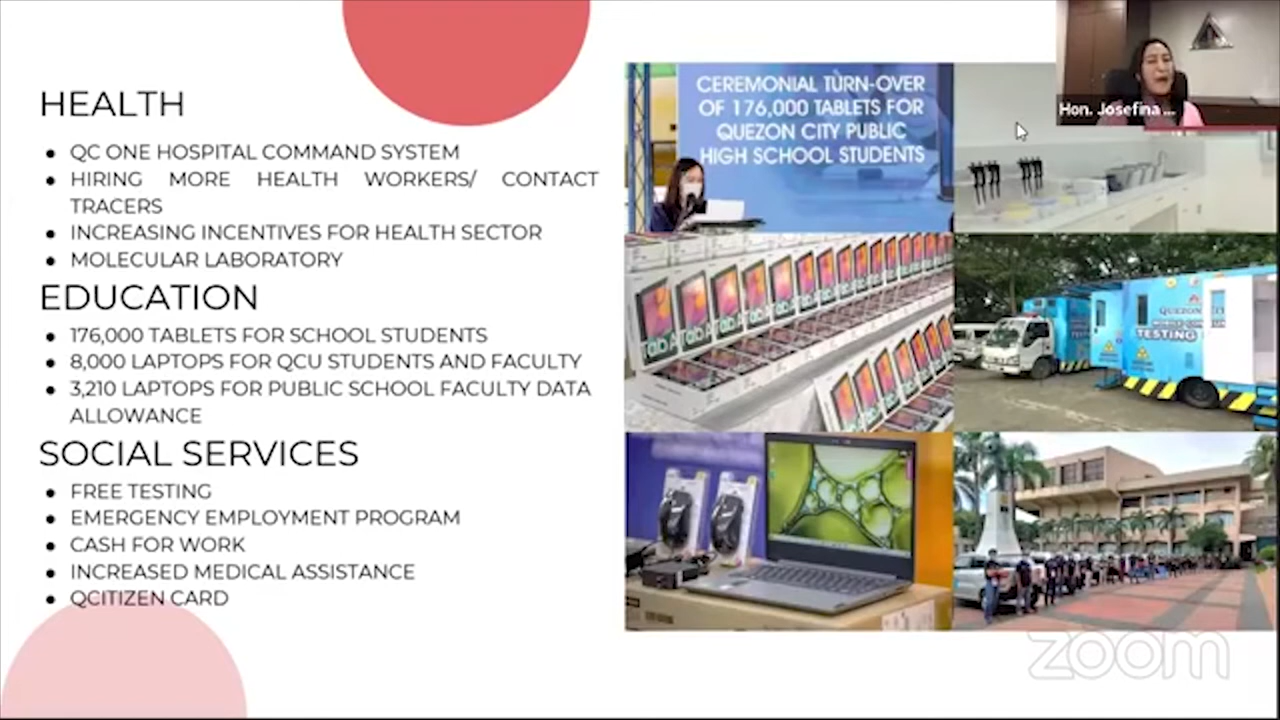 HEALTH
QC ONE HOSPITAL COMMAND SYSTEM
HIRING MORE HEALTH WORKERS/ CONTACT
TRACERS
INCREASING INCENTIVES FOR HEALTH SECTOR
MOLECULAR LABORATORY
EDUCATION
176,000 TABLETS FOR SCHOOL STUDENTS
8,000 LAPTOPS FOR QCU STUDENTS AND FACULTY
3,210 LAPTOPS FOR PUBLIC SCHOOL FACULTY DATA
ALLOWANCE
SOCIAL SERVICES
FREE TESTING
EMERGENCY EMPLOYMENT PROGRAM
CASH FOR WORK
INCREASED MEDICAL ASSISTANCE
QCITIZEN CARD
CEREMONIAL TURN-OVER
OF 176,000 TABLETS FOR
QUEZON CITY PUBLIC
HIGH SCHOOL STUDENTS
Hon. Josefina ...
Tab A
QUEZON
TESTING
zoom